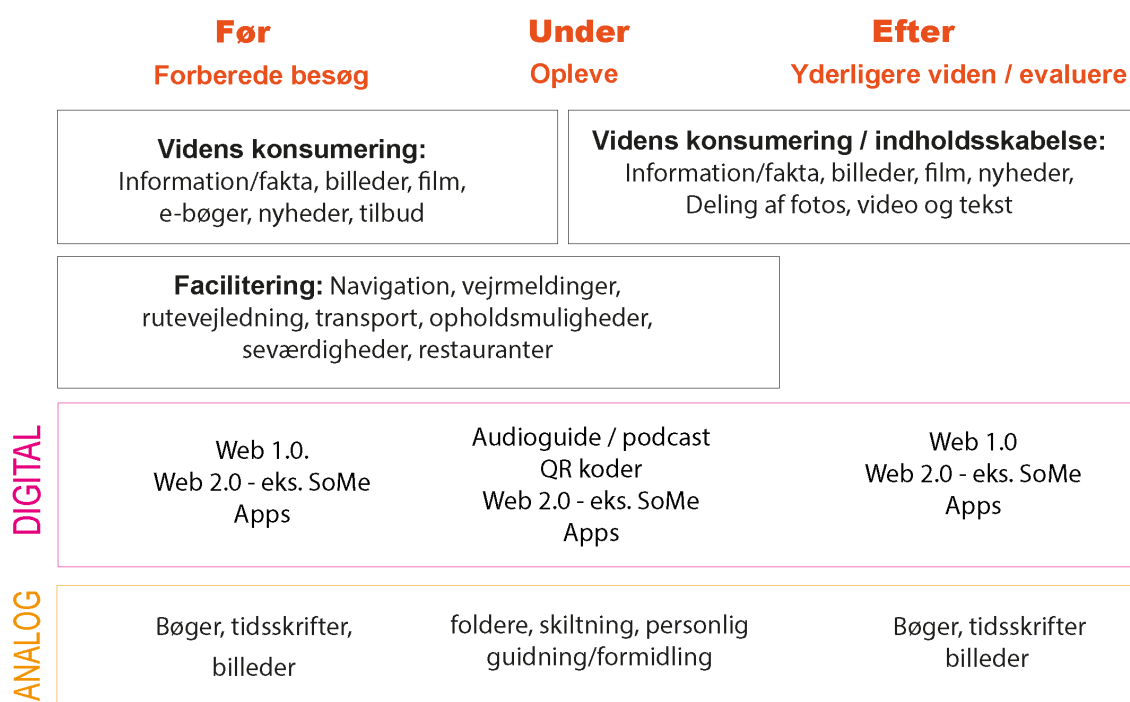 Før
Under
Efter
Forberede besøg
Opleve
Yderligere viden / evaluere
Videns konsumering:
Information/fakta, billeder, film,
e-bøger, nyheder, tilbud
Videns konsumering / indholdsskabelse:
Information/fakta, billeder, film, nyheder,
Deling af fotos, video og tekst
Facilitering: Navigation, vejrmeldinger,
rutevejledning, transport, opholdsmuligheder,
seværdigheder, restauranter
DIGITAL
Web 1.0.
Web 2.0 - eks. SoMe
Apps
Audioguide / podcast
QR koder
Web 2.0 - eks. SoMe
Apps
Web 1.0
Web 2.0 - eks. SoMe
Apps
ANALOG
Bøger, tidsskrifter,
billeder
foldere, skiltning, personlig
guidning/formidling
Bøger, tidsskrifter
billeder